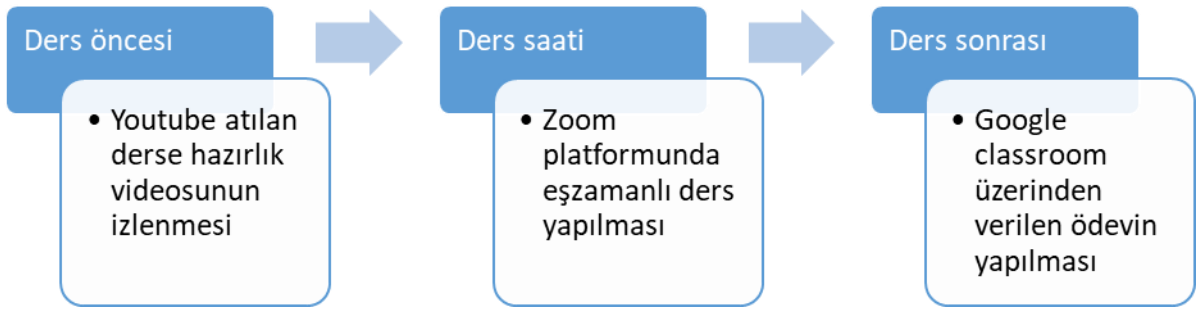 Ders öncesi
• Youtube atılan
derse hazırlık
videosunun
izlenmesi
Ders saati
• Zoom
platformunda
eşzamanlı ders
yapılması
Ders sonrası
• Google
classroom
üzerinden
verilen ödevin
yapılması